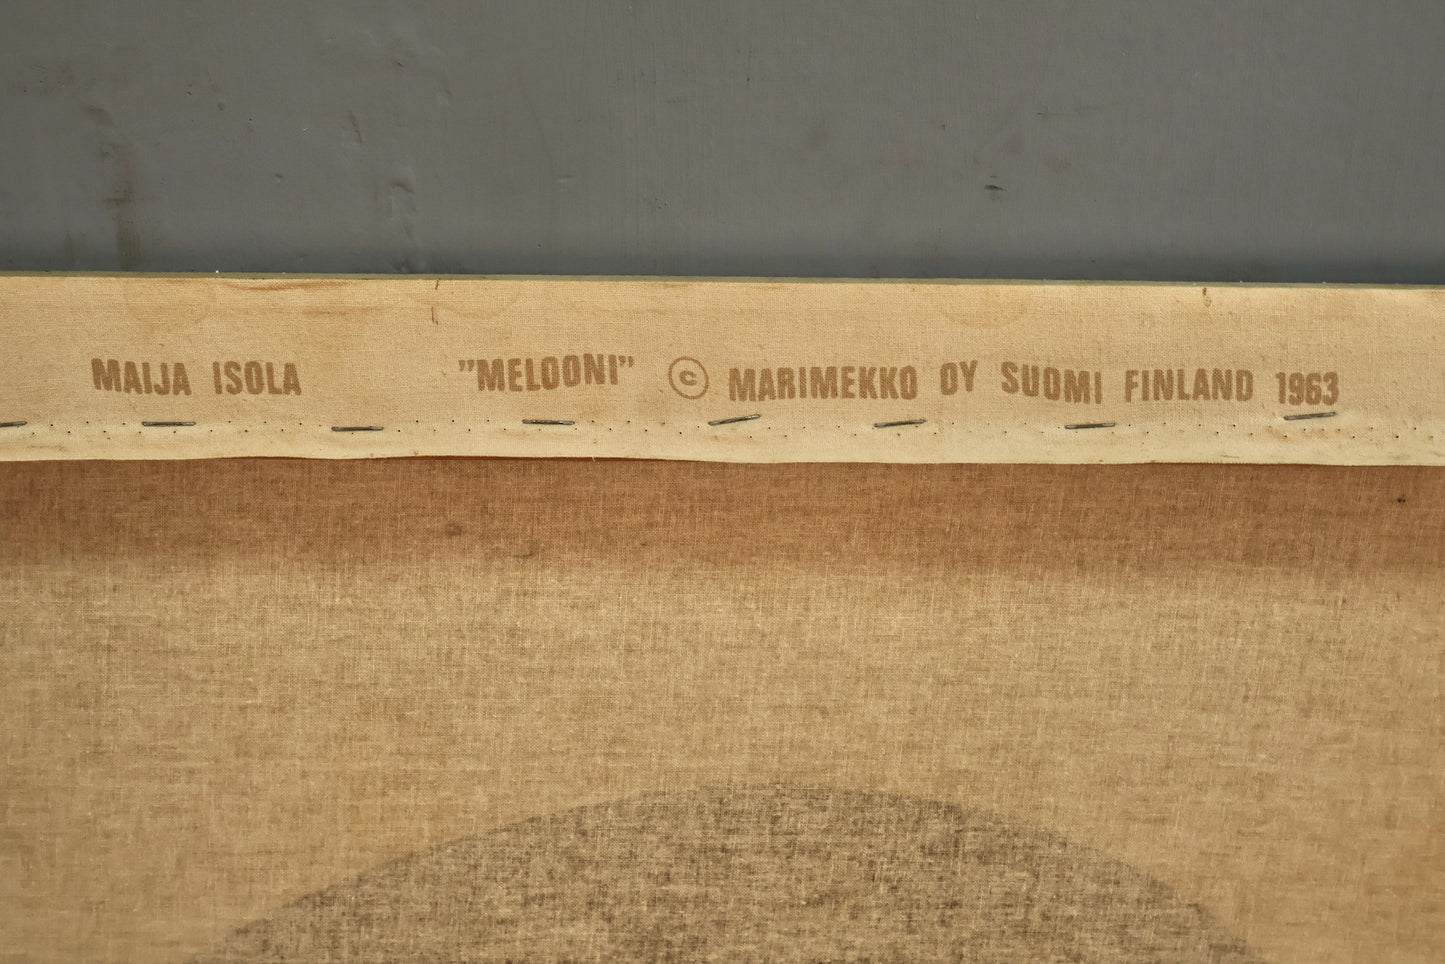 MAIJA ISOLA ”MELOONI” © MARIMEKKO OY SUOMI FINLAND 1963